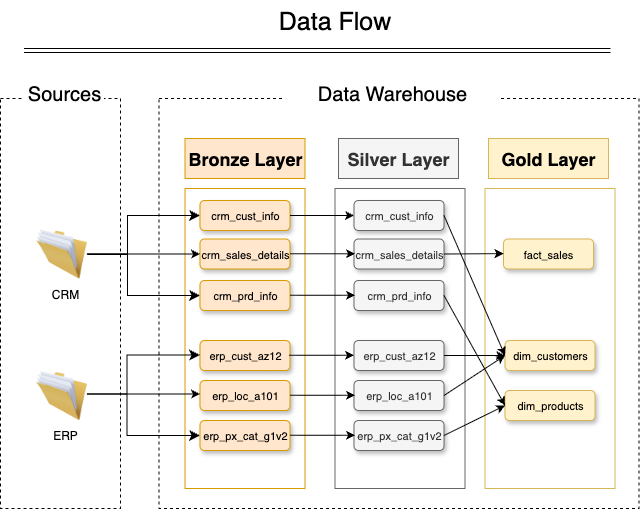 Data Flow
Sources
Data Warehouse
Bronze Layer
Silver Layer
Gold Layer
crm_cust_info
crm_cust_info
crm_sales_details
crm_sales_details
fact_sales
CRM
crm_prd_info
crm_prd_info
erp_cust_az12
erp_cust_az12
dim_customers
erp_loc_a101
erp_loc_a101
dim_products
ERP
erp_px_cat_g1v2
erp_px_cat_g1v2